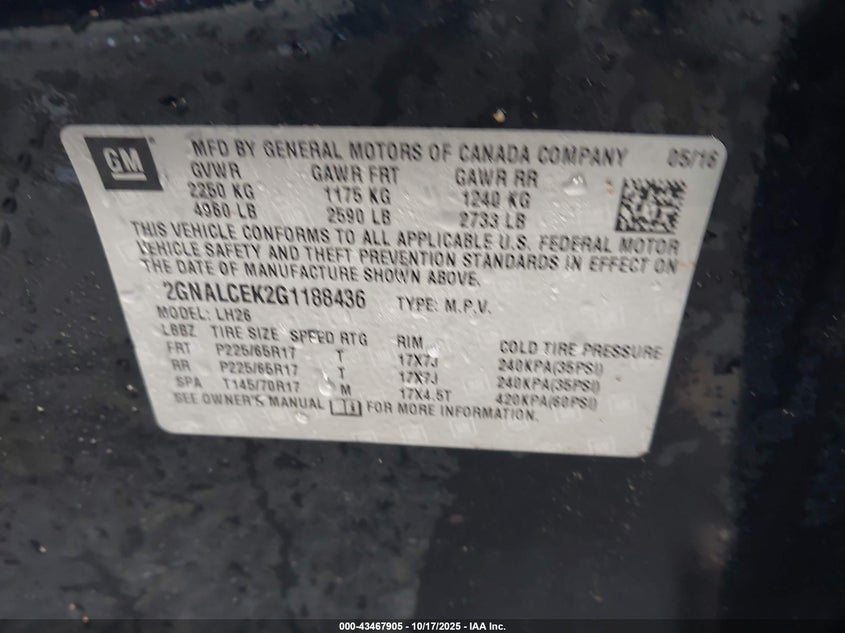 GM
MFD BY GENERAL MOTORS OF CANADA COMPANY 05/16
GVWR GAWR FRT GAWR RR
2250 KG 1175 KG 1240 KG
4960 LB 2590 LB 2733 LB
THIS VEHICLE CONFORMS TO ALL APPLICABLE U.S. FEDERAL MOTOR
VEHICLE SAFETY AND THEFT PREVENTION STANDARDS IN EFFECT ON
THE DATE OF MANUFACTURE SHOWN ABOVE.
2GNALCEK2G1188436 TYPE: M.P.V.
MODEL: LH26
LBBZ TIRE SIZE SPEED RTG RIM COLD TIRE PRESSURE
FRT P225/65R17 T 17X7J 240KPA(35PSI)
RR P225/65R17 T 17X7J 240KPA(35PSI)
SPA T145/70R17 M 17X4.5T 420KPA(60PSI)
SEE OWNER'S MANUAL FOR MORE INFORMATION.
000-43467905 - 10/17/2025 - IAA Inc.